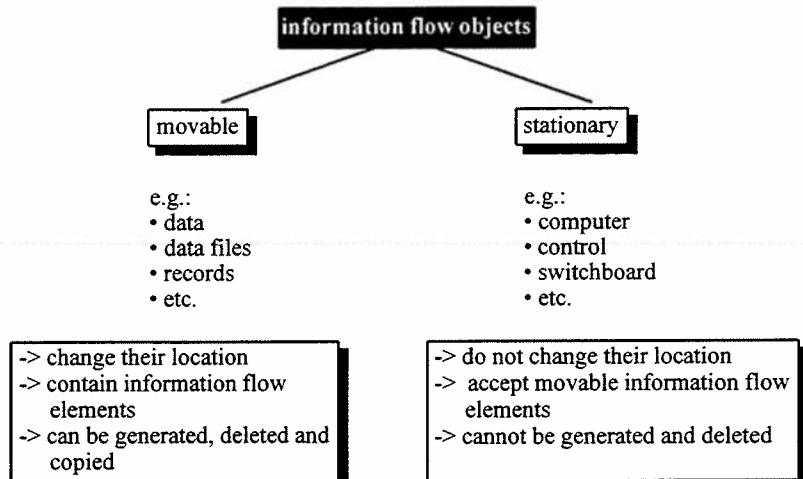 information flow objects
movable
stationary
e.g.:
• data
• data files
• records
• etc.
e.g.:
• computer
• control
• switchboard
• etc.
-> change their location
-> contain information flow
elements
-> can be generated, deleted and
copied
-> do not change their location
-> accept movable information flow
elements
-> cannot be generated and deleted